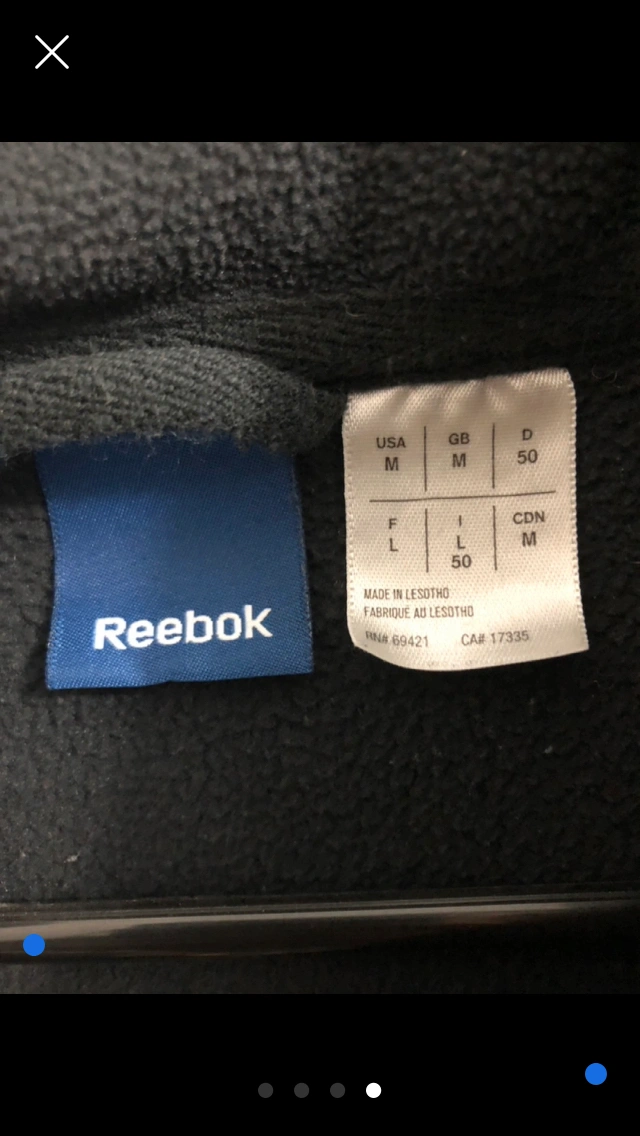 Reebok
USA GB D
M M 50
F I CDN
L L M
50
MADE IN LESOTHO
FABRIQUÉ AU LESOTHO
RN# 69421 CA# 17335